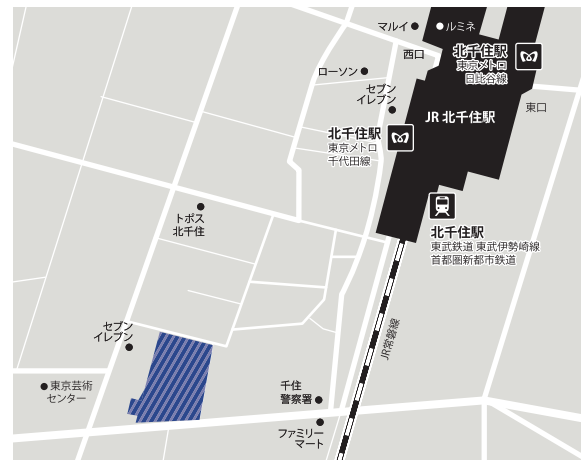 マルイ
ルミネ
西口
北千住駅
東京メトロ
日比谷線
ローソン
セブン
イレブン
JR 北千住駅
東口
北千住駅
東京メトロ
千代田線
トポス
北千住
北千住駅
東武鉄道 東武伊勢崎線
首都圏新都市鉄道
セブン
イレブン
JR常磐線
東京芸術
センター
千住
警察署
ファミリー
マート